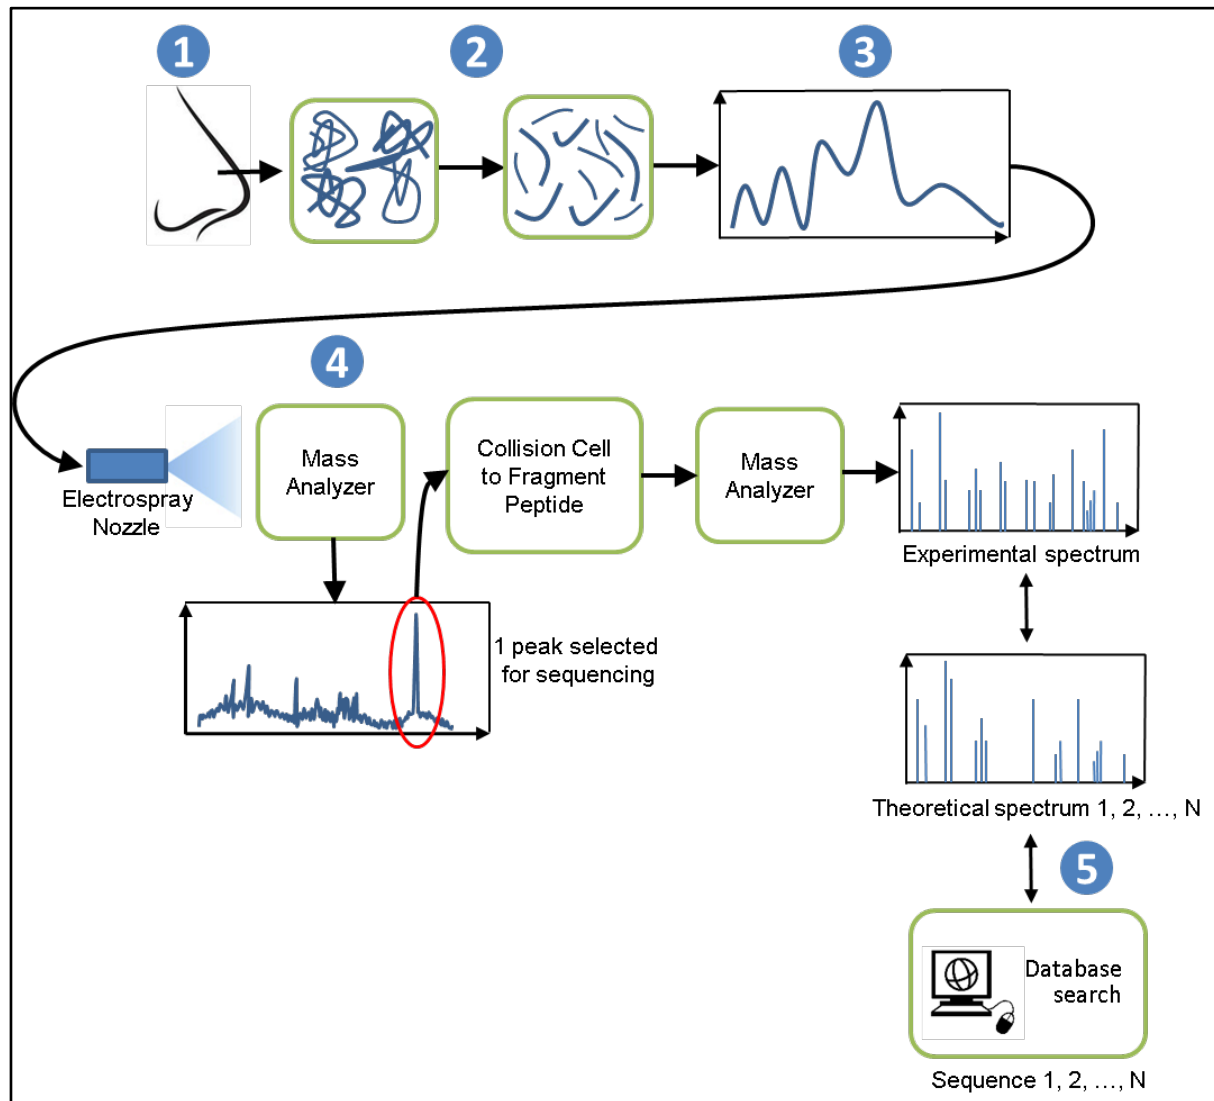 1
2
3
4
Electrospray
Nozzle
Mass
Analyzer
Collision Cell
to Fragment
Peptide
Mass
Analyzer
Experimental spectrum
1 peak selected
for sequencing
Theoretical spectrum 1, 2, ..., N
5
Database
search
Sequence 1, 2, ..., N